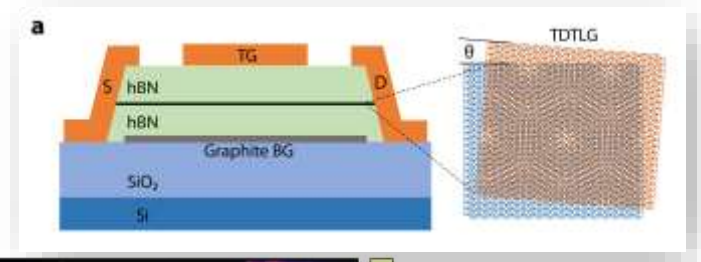 a
TG
S
hBN
D
hBN
Graphite BG
SiO₂
Si
TDTLG
θ